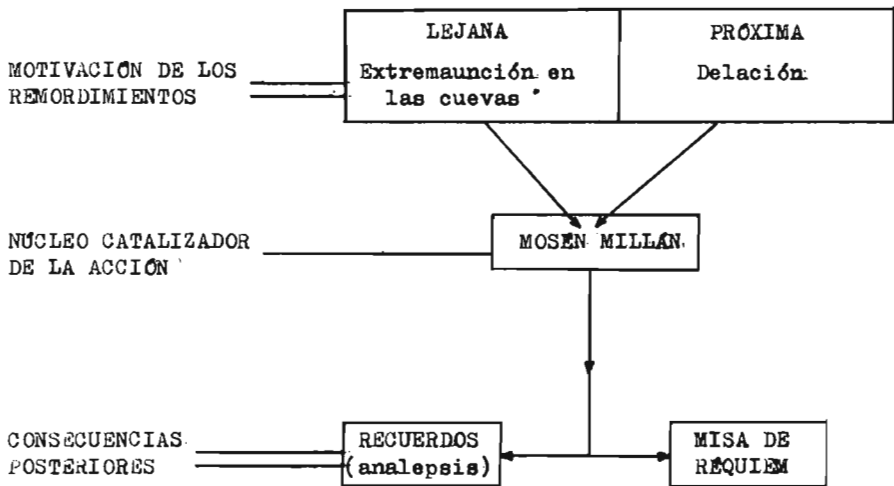 LEJANA
PRÓXIMA
MOTIVACIÓN DE LOS
REMORDIMIENTOS
Extremaunción en
las cuevas
Delación
NÚCLEO CATALIZADOR
DE LA ACCIÓN
MOSÉN MILLÁN
CONSECUENCIAS
POSTERIORES
RECUERDOS
(analepsis)
MISA DE
RÉQUIEM